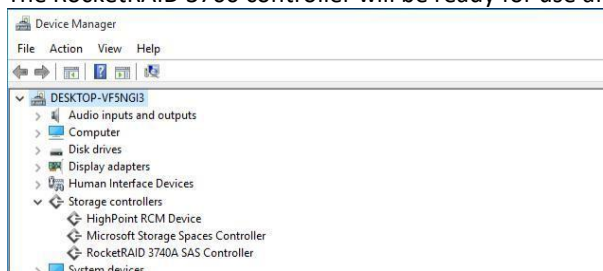 The RocketRAID 3700 controller will be ready for use
Device Manager
File Action View Help
DESKTOP-VF5NGI3
Audio inputs and outputs
Computer
Disk drives
Display adapters
Human Interface Devices
Storage controllers
HighPoint RCM Device
Microsoft Storage Spaces Controller
RocketRAID 3740A SAS Controller
System devices